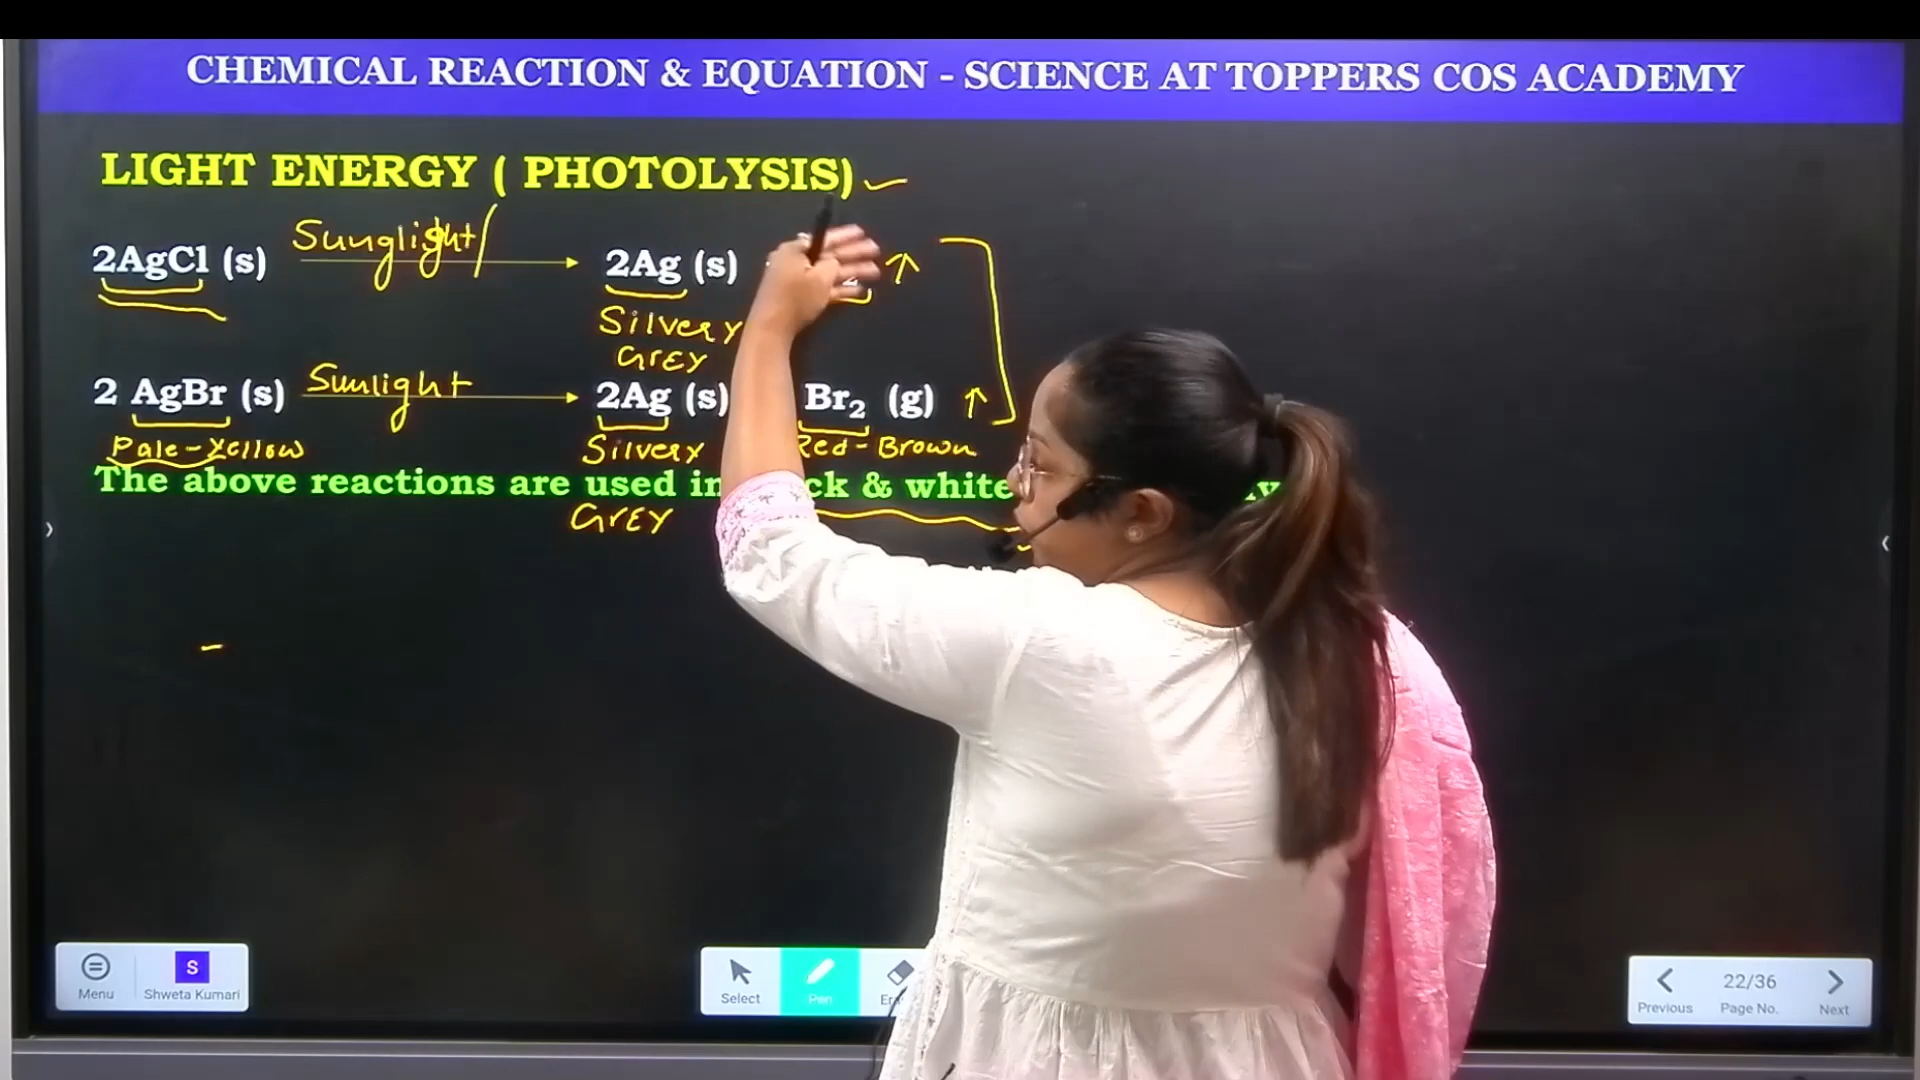 CHEMICAL REACTION & EQUATION - SCIENCE AT TOPPERS COS ACADEMY
LIGHT ENERGY ( PHOTOLYSIS)
Sunglight/
2AgCl (s) 2Ag (s) 2 ↑
Silvery
Grey
Sunlight
2 AgBr (s) 2Ag (s) Br₂ (g) ↑
Pale-Yellow Silvery Red-Brown
The above reactions are used in & white
Grey
S
Menu Shweta Kumari
Select Pen
22/36
Previous Page No. Next